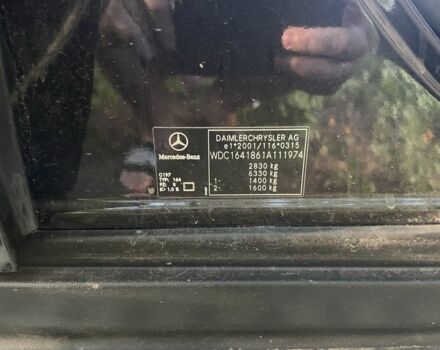 Mercedes-Benz
DAIMLERCHRYSLER AG
e1*2001/116*0315
WDC1641861A111974
2830 kg
6330 kg
1- 1400 kg
2- 1600 kg
C197
TYP: 164